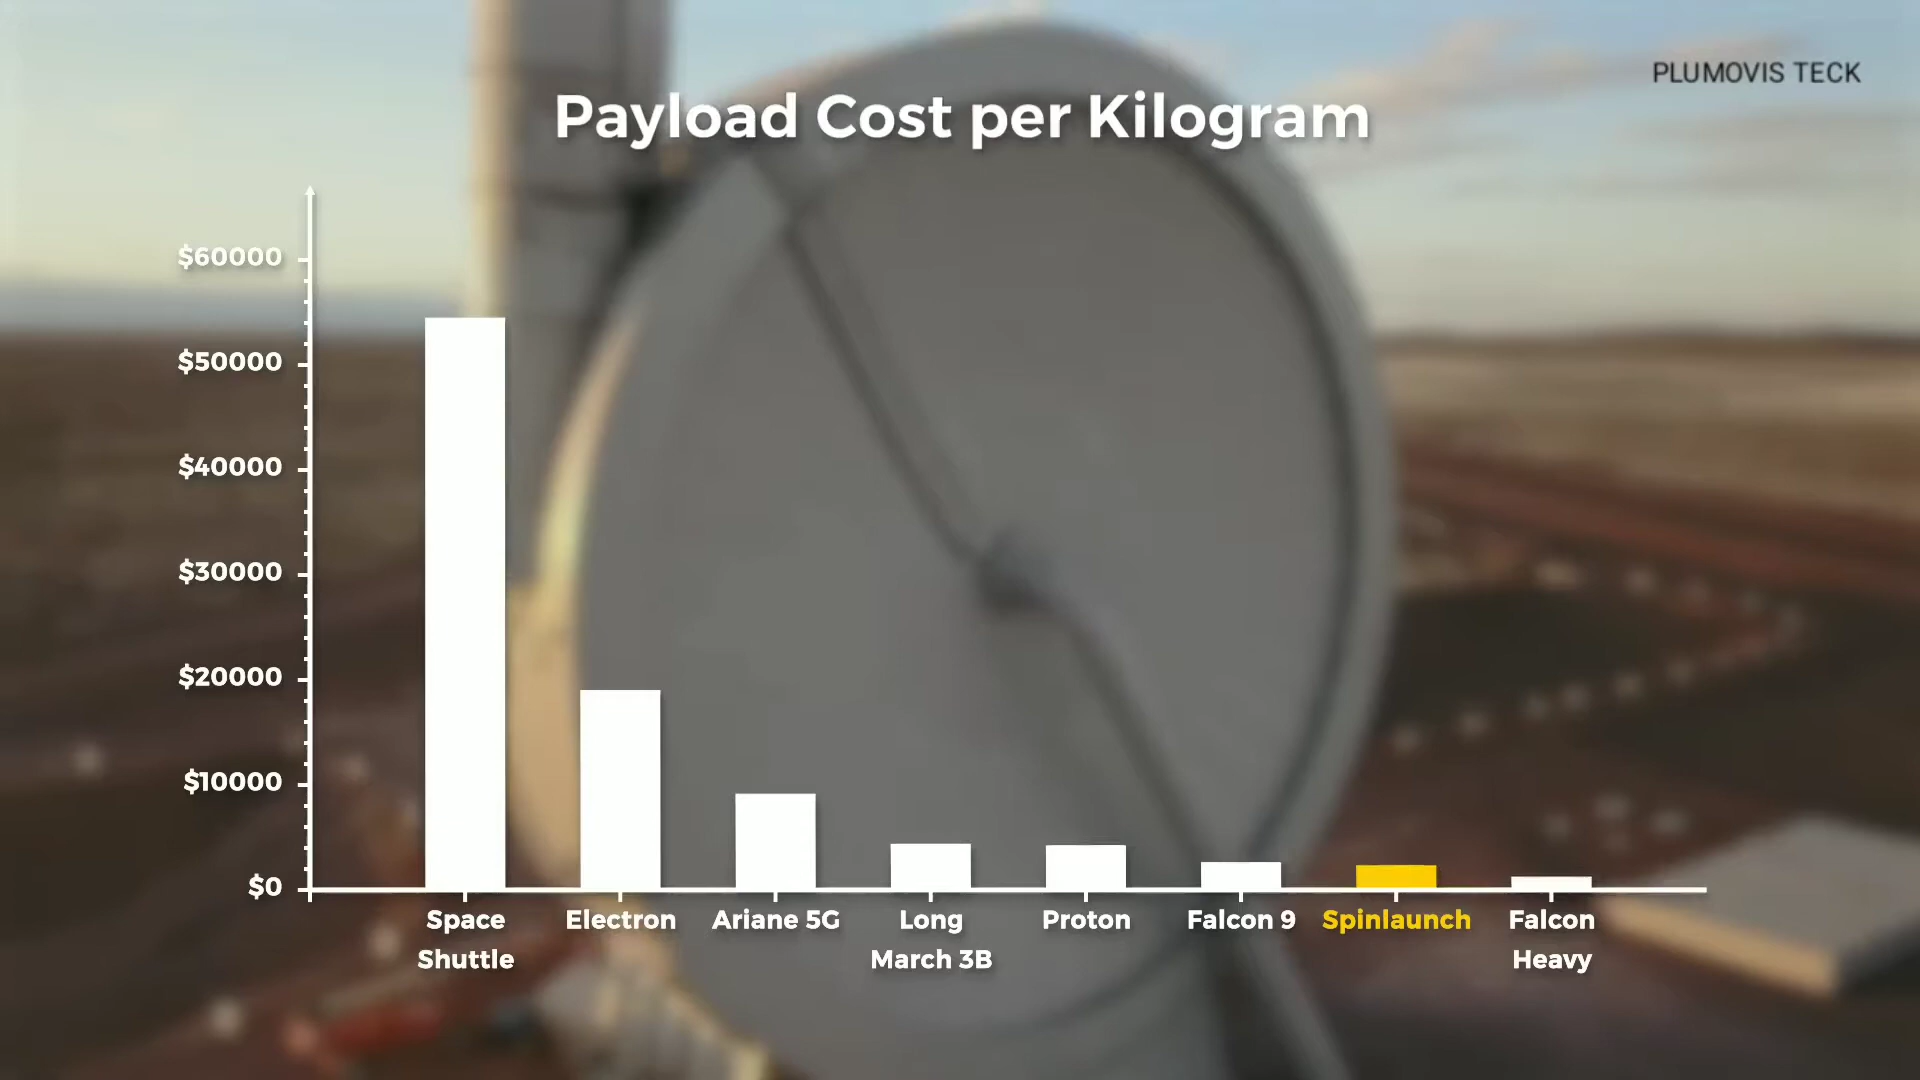 PLUMOVIS TECK
Payload Cost per Kilogram
$60000
$50000
$40000
$30000
$20000
$10000
$0
Space Shuttle
Electron
Ariane 5G
Long March 3B
Proton
Falcon 9
Spinlaunch
Falcon Heavy